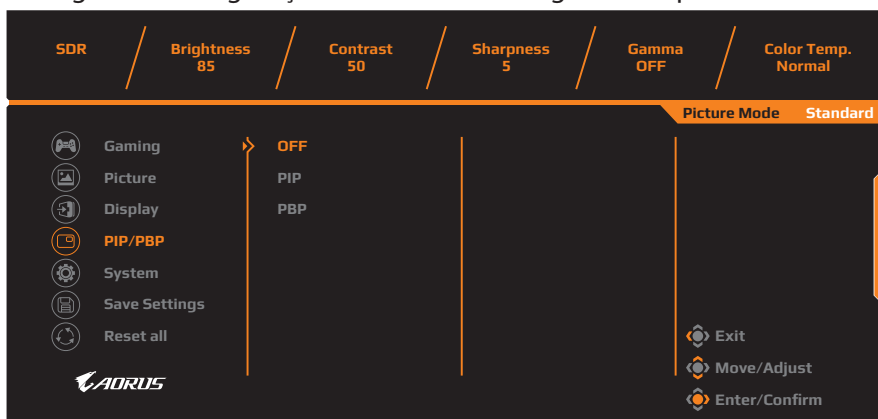 SDR
Brightness
85
Contrast
50
Sharpness
5
Gamma
OFF
Color Temp.
Normal
Picture Mode Standard
Gaming
Picture
Display
PIP/PBP
System
Save Settings
Reset all
OFF
PIP
PBP
Exit
Move/Adjust
Enter/Confirm
AORUS